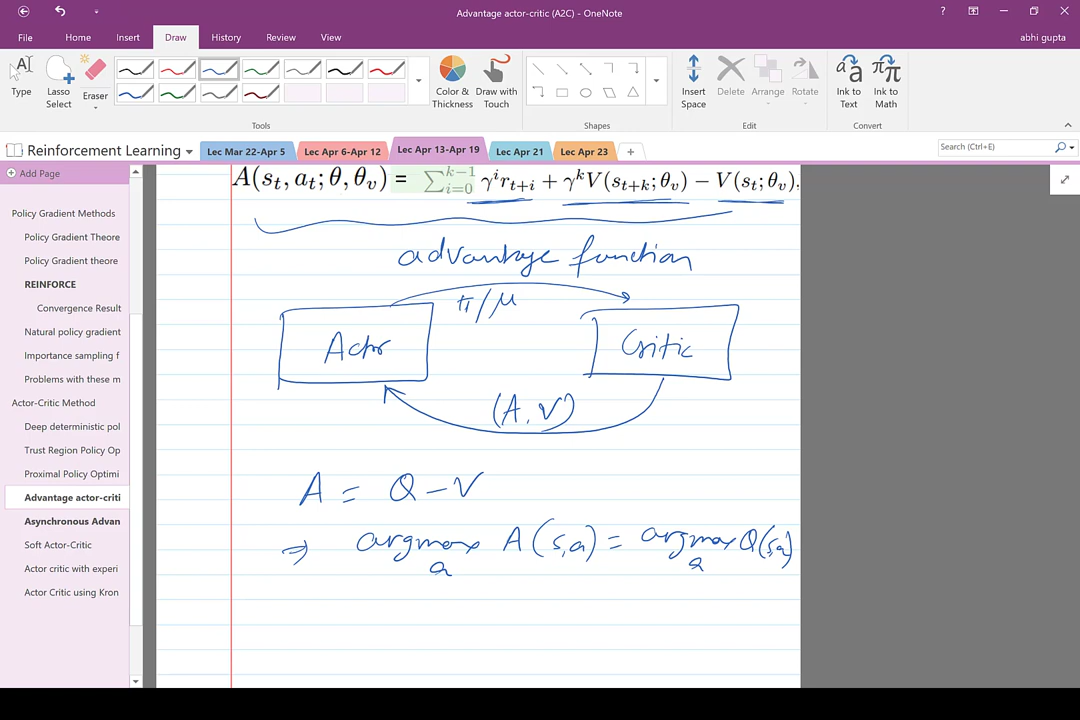 Advantage actor-critic (A2C) - OneNote
?
File Home Insert Draw History Review View
abhi gupta
Type
Lasso Select
Eraser
Color & Thickness
Draw with Touch
Insert Space
Delete
Arrange
Rotate
Ink to Text
Ink to Math
Tools
Shapes
Edit
Convert
Reinforcement Learning
Lec Mar 22-Apr 5
Lec Apr 6-Apr 12
Lec Apr 13-Apr 19
Lec Apr 21
Lec Apr 23
+
Search (Ctrl+E)
Add Page
Policy Gradient Methods
Policy Gradient Theore
Policy Gradient theore
REINFORCE
Convergence Result
Natural policy gradient
Importance sampling f
Problems with these m
Actor-Critic Method
Deep deterministic pol
Trust Region Policy Op
Proximal Policy Optimi
Advantage actor-criti
Asynchronous Advan
Soft Actor-Critic
Actor critic with experi
Actor Critic using Kron
A(s_t, a_t; θ, θ_v) = ∑_{i=0}^{k−1} γ^i r_{t+i} + γ^k V(s_{t+k}; θ_v) − V(s_t; θ_v).
advantage function
π/μ
Actor
Critic
(A, V)
A = Q − V
⇒ argmax_a A(s,a) = argmax_a Q(s,a)